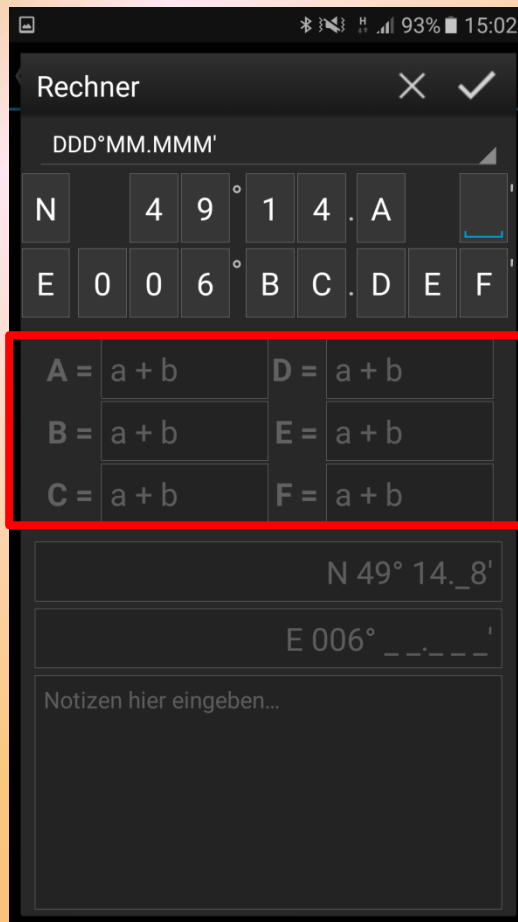 H 93% 15:02
Rechner
DDD°MM.MMM'
N 4 9 ° 1 4 . A '
E 0 0 6 ° B C . D E F '
A = a + b D = a + b
B = a + b E = a + b
C = a + b F = a + b
N 49° 14._8'
E 006° _ _._ _ _'
Notizen hier eingeben...